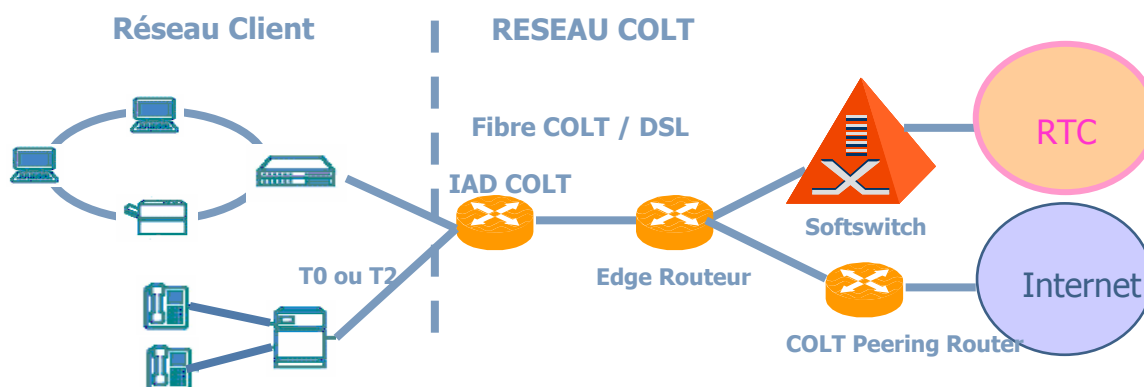 Réseau Client
RESEAU COLT
Fibre COLT / DSL
RTC
IAD COLT
Softswitch
T0 ou T2
Edge Routeur
Internet
COLT Peering Router